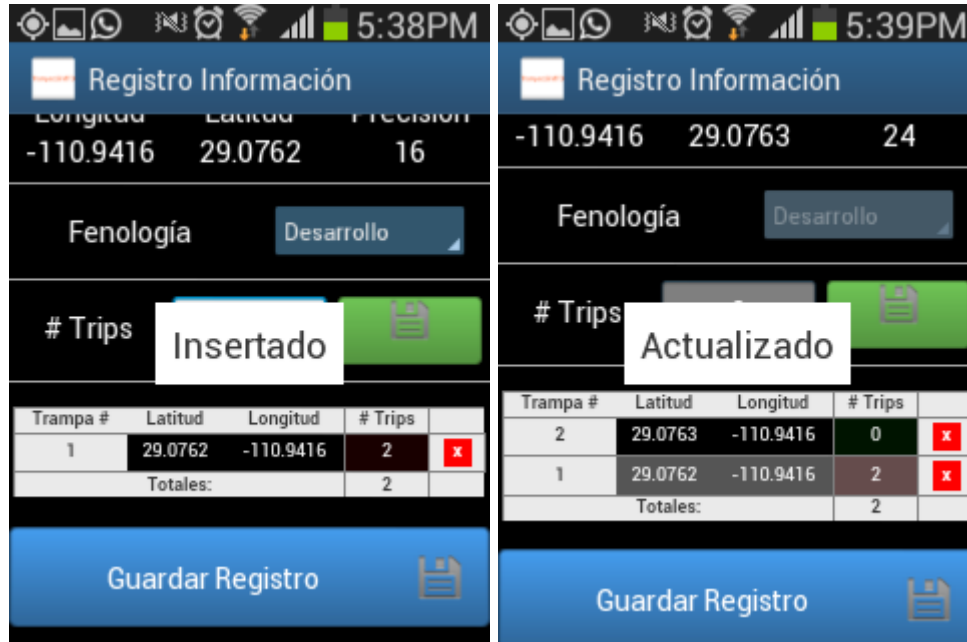 5:38PM
Registro Información
Longitud Latitud Precisión
-110.9416 29.0762 16
Fenología Desarrollo
# Trips
Insertado
Trampa # Latitud Longitud # Trips
1 29.0762 -110.9416 2 x
Totales: 2
Guardar Registro
5:39PM
Registro Información
-110.9416 29.0763 24
Fenología Desarrollo
# Trips
Actualizado
Trampa # Latitud Longitud # Trips
2 29.0763 -110.9416 0 x
1 29.0762 -110.9416 2 x
Totales: 2
Guardar Registro